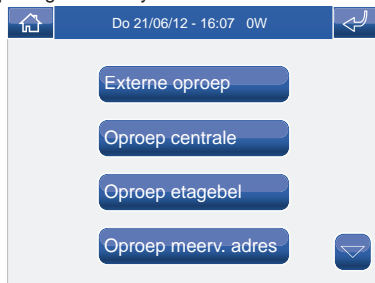 Do 21/06/12 - 16:07 0W
Externe oproep
Oproep centrale
Oproep etagebel
Oproep meerv. adres